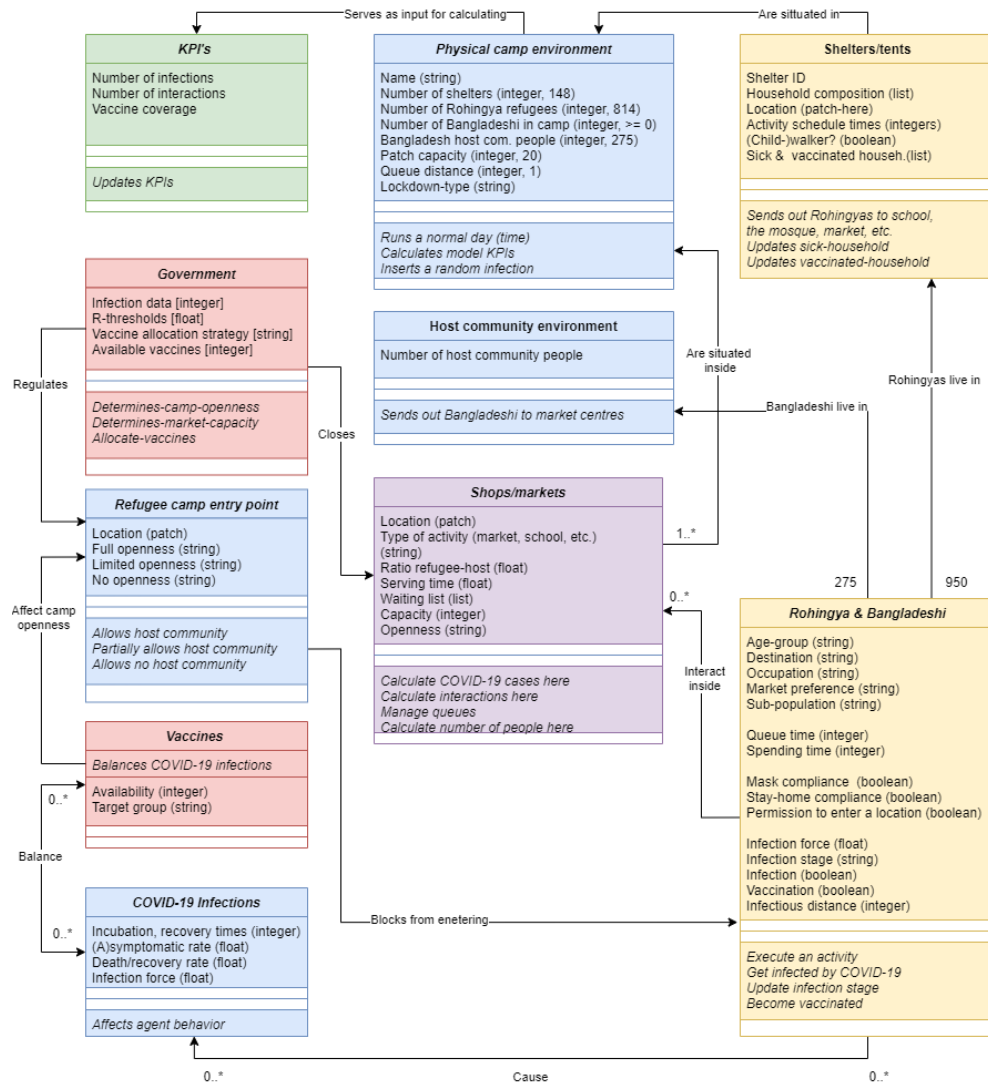 Serves as input for calculating
Are sittuated in
KPI's
Number of infections
Number of interactions
Vaccine coverage
Updates KPIs
Physical camp environment
Name (string)
Number of shelters (integer, 148)
Number of Rohingya refugees (integer, 814)
Number of Bangladeshi in camp (integer, >= 0)
Bangladesh host com. people (integer, 275)
Patch capacity (integer, 20)
Queue distance (integer, 1)
Lockdown-type (string)
Runs a normal day (time)
Calculates model KPIs
Inserts a random infection
Shelters/tents
Shelter ID
Household composition (list)
Location (patch-here)
Activity schedule times (integers)
(Child-)walker? (boolean)
Sick &  vaccinated househ.(list)
Sends out Rohingyas to school,
the mosque, market, etc.
Updates sick-household
Updates vaccinated-household
Government
Infection data [integer]
R-thresholds [float]
Vaccine allocation strategy [string]
Available vaccines [integer]
Determines-camp-openness
Determines-market-capacity
Allocate-vaccines
Regulates
Closes
Host community environment
Number of host community people
Sends out Bangladeshi to market centres
Are situated
inside
Rohingyas live in
Bangladeshi live in
Refugee camp entry point
Location (patch)
Full openness (string)
Limited openness (string)
No openness (string)
Allows host community
Partially allows host community
Allows no host community
Affect camp
openness
Shops/markets
Location (patch)
Type of activity (market, school, etc.)
(string)
Ratio refugee-host (float)
Serving time (float)
Waiting list (list)
Capacity (integer)
Openness (string)
Calculate COVID-19 cases here
Calculate interactions here
Manage queues
Calculate number of people here
1..*
0..*
275
950
Interact
inside
Rohingya & Bangladeshi
Age-group (string)
Destination (string)
Occupation (string)
Market preference (string)
Sub-population (string)
Queue time (integer)
Spending time (integer)
Mask compliance  (boolean)
Stay-home compliance (boolean)
Permission to enter a location (boolean)
Infection force (float)
Infection stage (string)
Infection (boolean)
Vaccination (boolean)
Infectious distance (integer)
Execute an activity
Get infected by COVID-19
Update infection stage
Become vaccinated
Vaccines
Balances COVID-19 infections
Availability (integer)
Target group (string)
0..*
Balance
0..*
Blocks from enetering
COVID-19 Infections
Incubation, recovery times (integer)
(A)symptomatic rate (float)
Death/recovery rate (float)
Infection force (float)
Affects agent behavior
0..*
Cause
0..*